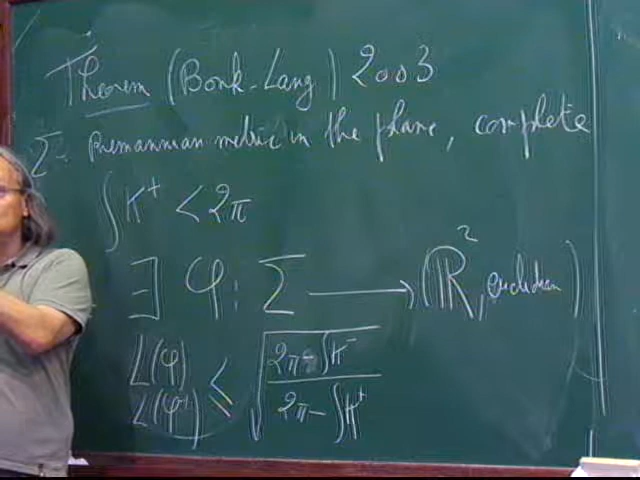 Theorem (Bonk-Lang) 2003
Σ: Riemannian metric in the plane, complete
∫K⁺ < 2π
∃ φ: Σ → (ℝ², euclidean)
L(φ)
L(φ⁻¹) ≤ √((2π + ∫K⁻)/(2π - ∫K⁺))